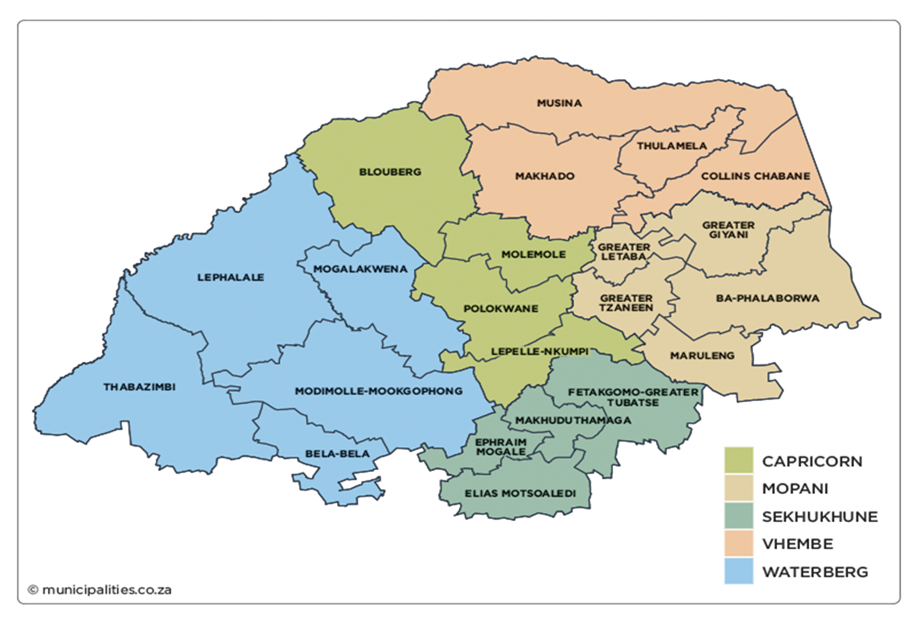 MUSINA
THULAMELA
BLOUBERG
MAKHADO
COLLINS CHABANE
GREATER
GIYANI
GREATER
LETABA
MOLEMOLE
MOGALAKWENA
LEPHALALE
BA-PHALABORWA
GREATER
TZANEEN
POLOKWANE
LEPELLE-NKUMPI
MARULENG
THABAZIMBI
MODIMOLLE-MOOKGOPHONG
FETAKGOMO-GREATER
TUBATSE
MAKHUDUTHAMAGA
EPHRAIM
MOGALE
BELA-BELA
ELIAS MOTSOALEDI
CAPRICORN
MOPANI
SEKHUKHUNE
VHEMBE
WATERBERG
© municipalities.co.za